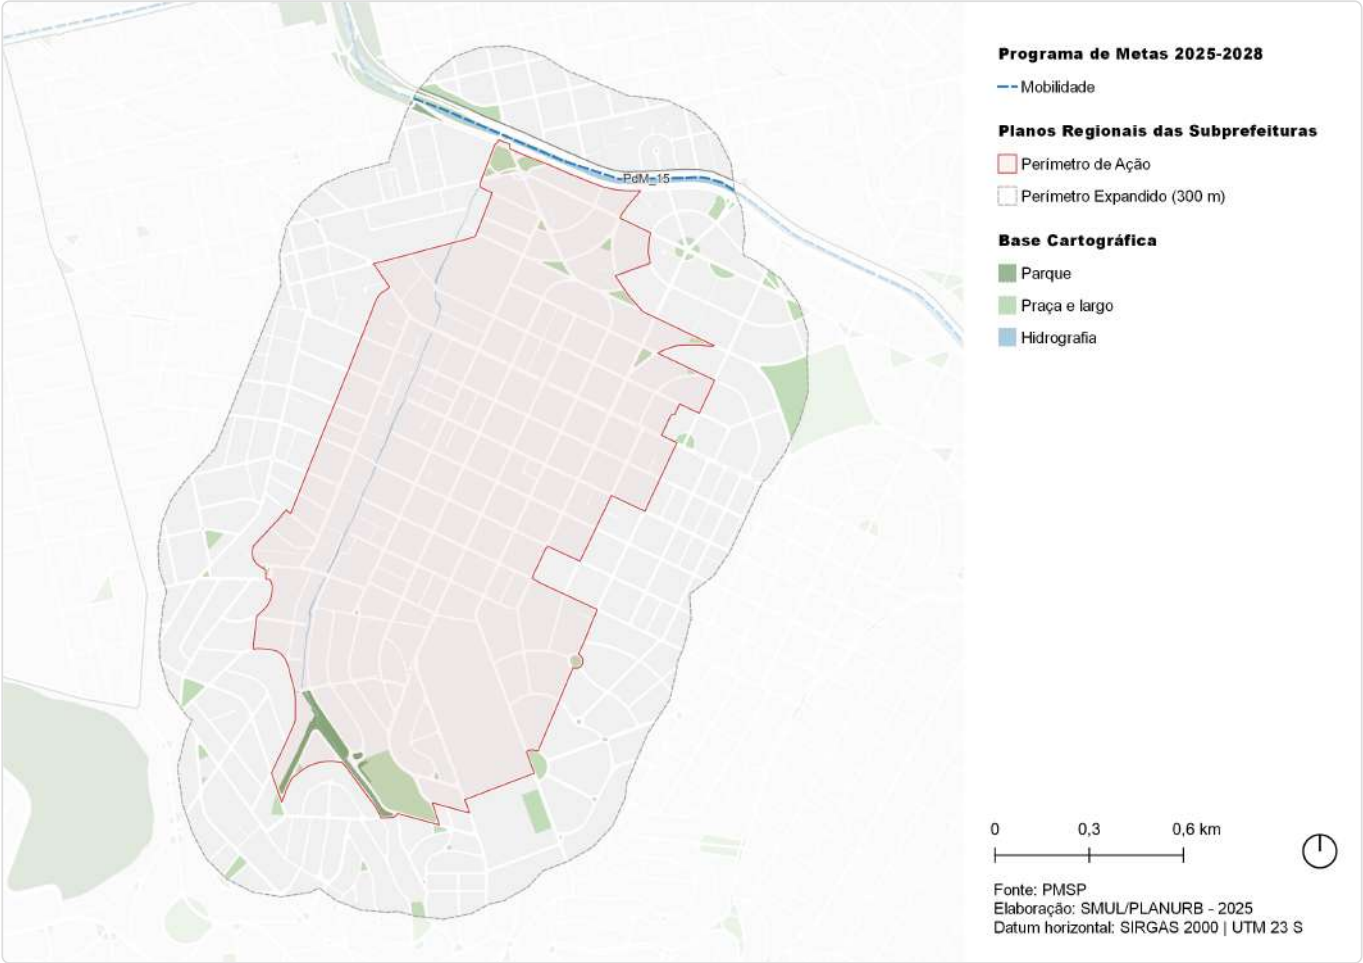 PdM_15
Programa de Metas 2025-2028
Mobilidade
Planos Regionais das Subprefeituras
Perímetro de Ação
Perímetro Expandido (300 m)
Base Cartográfica
Parque
Praça e largo
Hidrografia
0 0,3 0,6 km
Fonte: PMSP
Elaboração: SMUL/PLANURB - 2025
Datum horizontal: SIRGAS 2000 | UTM 23 S